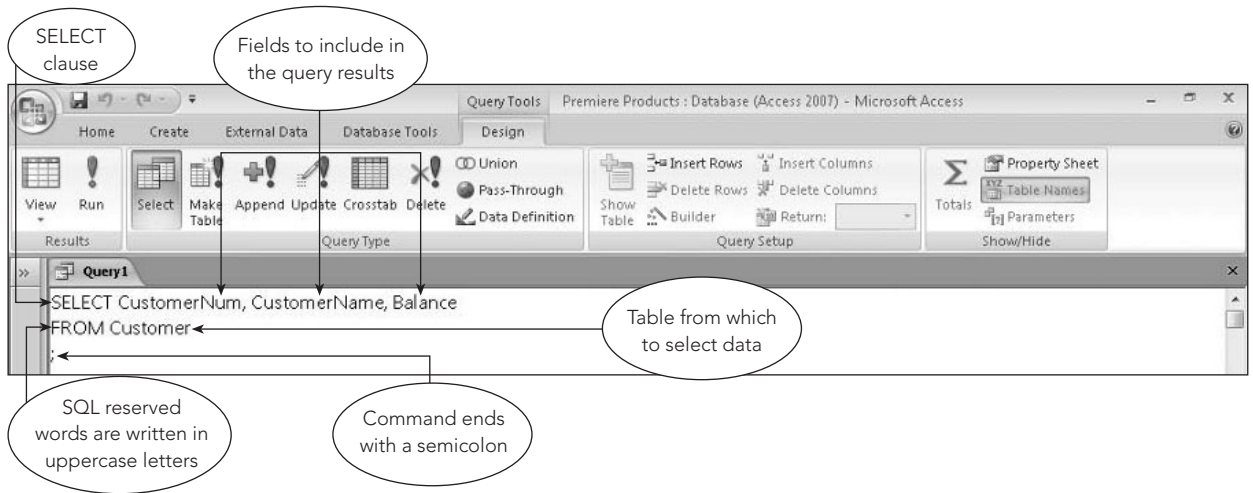 SELECT
clause
Fields to include in
the query results
Query Tools
Premiere Products : Database (Access 2007) - Microsoft Access
Home Create External Data Database Tools Design
View
Run
Select
Make
Table
Append
Update
Crosstab
Delete
Union
Pass-Through
Data Definition
Show
Table
Insert Rows
Delete Rows
Builder
Insert Columns
Delete Columns
Return:
Totals
Property Sheet
XYZ
Table Names
Parameters
Results
Query Type
Query Setup
Show/Hide
Query1
SELECT CustomerNum, CustomerName, Balance
FROM Customer
;
Table from which
to select data
SQL reserved
words are written in
uppercase letters
Command ends
with a semicolon